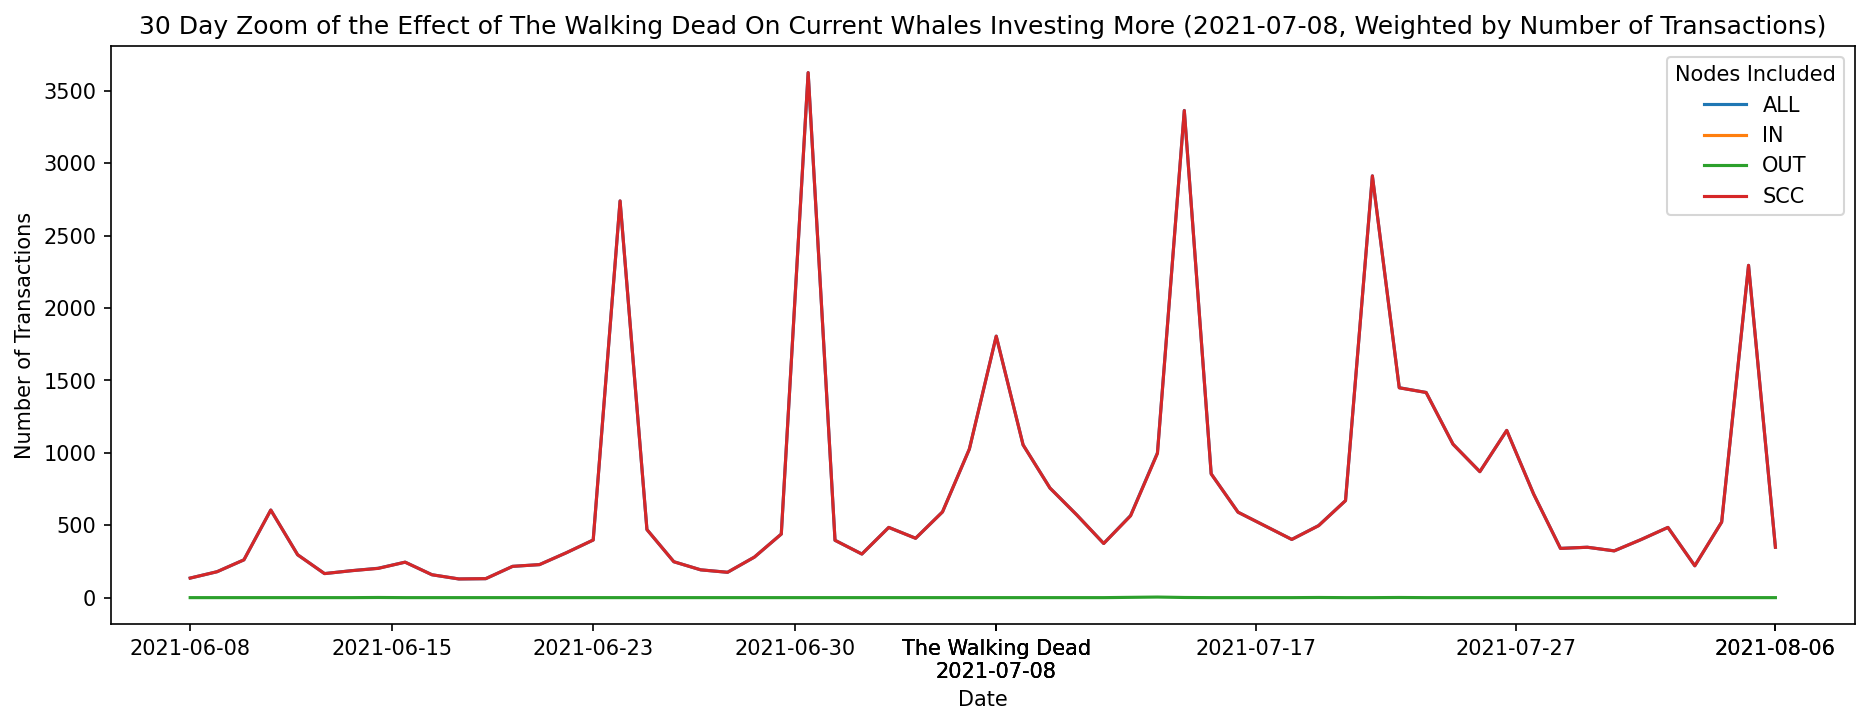 30 Day Zoom of the Effect of The Walking Dead On Current Whales Investing More (2021-07-08, Weighted by Number of Transactions)
Nodes Included
ALL
IN
OUT
SCC
Number of Transactions
3500
3000
2500
2000
1500
1000
500
0
2021-06-08
2021-06-15
2021-06-23
2021-06-30
The Walking Dead
2021-07-08
2021-07-17
2021-07-27
2021-08-06
Date